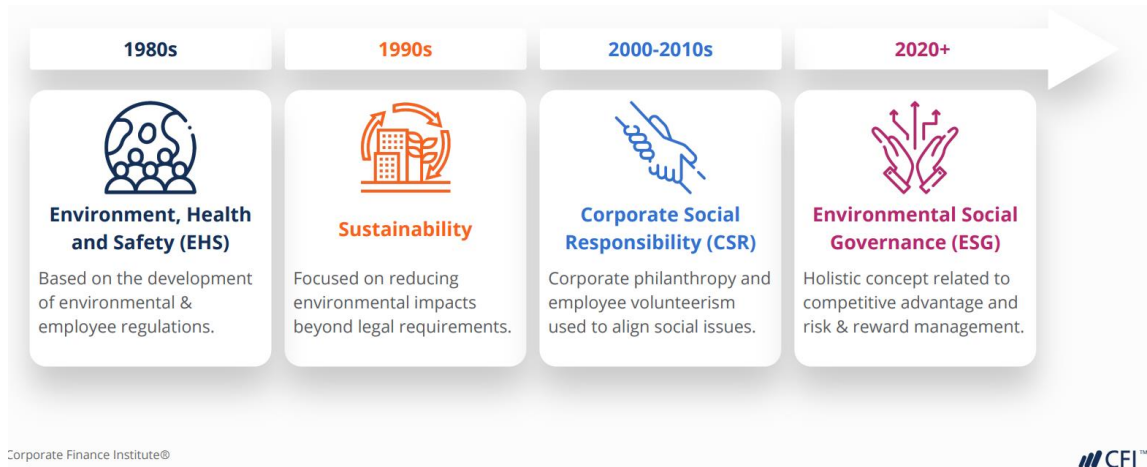 1980s
1990s
2000-2010s
2020+
Environment, Health
and Safety (EHS)
Based on the development
of environmental &
employee regulations.
Sustainability
Focused on reducing
environmental impacts
beyond legal requirements.
Corporate Social
Responsibility (CSR)
Corporate philanthropy and
employee volunteerism
used to align social issues.
Environmental Social
Governance (ESG)
Holistic concept related to
competitive advantage and
risk & reward management.
Corporate Finance Institute®
CFI™